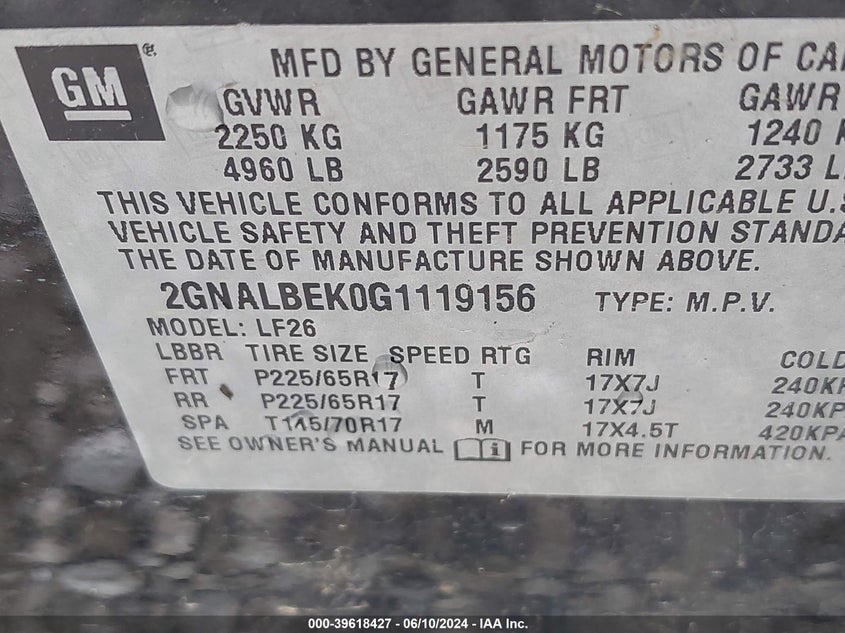 GM
MFD BY GENERAL MOTORS OF CA
GVWR GAWR FRT GAWR
2250 KG 1175 KG 1240
4960 LB 2590 LB 2733
THIS VEHICLE CONFORMS TO ALL APPLICABLE U.S
VEHICLE SAFETY AND THEFT PREVENTION STANDA
THE DATE OF MANUFACTURE SHOWN ABOVE.
2GNALBEK0G1119156 TYPE: M.P.V.
MODEL: LF26
LBBR TIRE SIZE SPEED RTG RIM COLD
FRT P225/65R17 T 17X7J 240KP
RR P225/65R17 T 17X7J 240KP
SPA T145/70R17 M 17X4.5T 420KPA
SEE OWNER'S MANUAL FOR MORE INFORMATION.
000-39618427 - 06/10/2024 - IAA Inc.